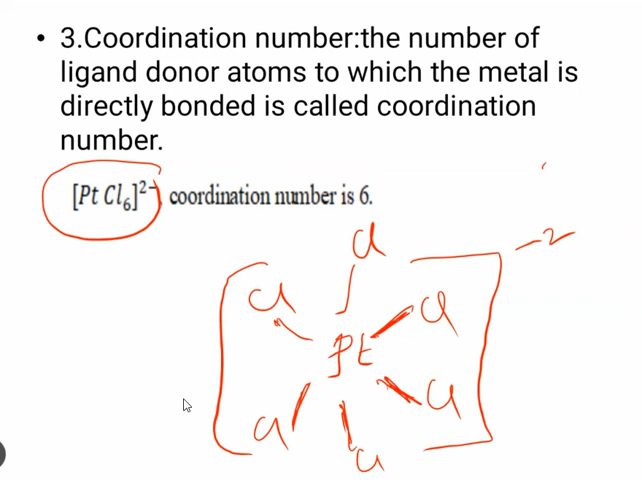 • 3.Coordination number:the number of
ligand donor atoms to which the metal is
directly bonded is called coordination
number.
[Pt Cl₆]²⁻, coordination number is 6.
Cl
-2
Cl
Cl
Pt
Cl
Cl
Cl